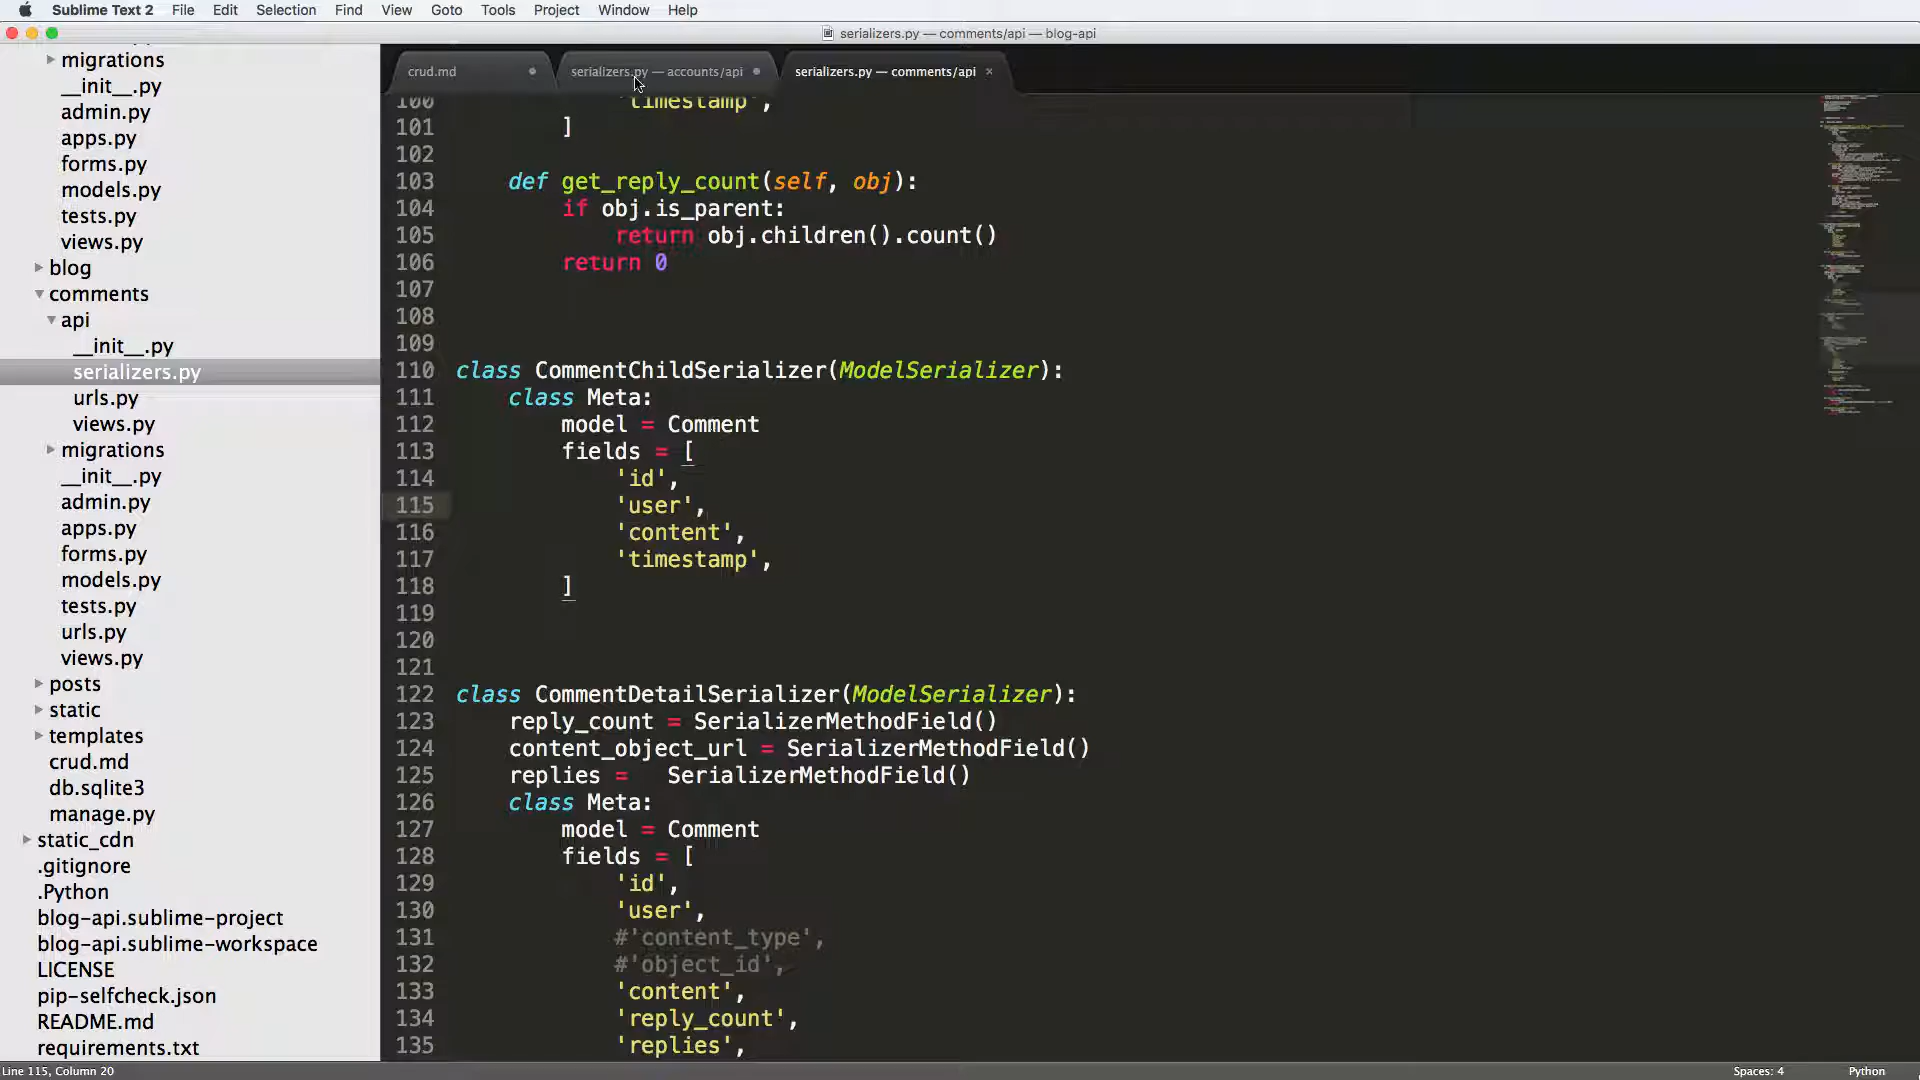 Sublime Text 2 File Edit Selection Find View Goto Tools Project Window Help
serializers.py — comments/api — blog-api
migrations
__init__.py
admin.py
apps.py
forms.py
models.py
tests.py
views.py
blog
comments
api
__init__.py
serializers.py
urls.py
views.py
migrations
__init__.py
admin.py
apps.py
forms.py
models.py
tests.py
urls.py
views.py
posts
static
templates
crud.md
db.sqlite3
manage.py
static_cdn
.gitignore
.Python
blog-api.sublime-project
blog-api.sublime-workspace
LICENSE
pip-selfcheck.json
README.md
requirements.txt
crud.md
serializers.py — accounts/api
serializers.py — comments/api ×
100 'timestamp',
101 ]
102
103 def get_reply_count(self, obj):
104 if obj.is_parent:
105 return obj.children().count()
106 return 0
107
108
109
110 class CommentChildSerializer(ModelSerializer):
111 class Meta:
112 model = Comment
113 fields = [
114 'id',
115 'user',
116 'content',
117 'timestamp',
118 ]
119
120
121
122 class CommentDetailSerializer(ModelSerializer):
123 reply_count = SerializerMethodField()
124 content_object_url = SerializerMethodField()
125 replies =   SerializerMethodField()
126 class Meta:
127 model = Comment
128 fields = [
129 'id',
130 'user',
131 #'content_type',
132 #'object_id',
133 'content',
134 'reply_count',
135 'replies',
Line 115, Column 20
Spaces: 4
Python